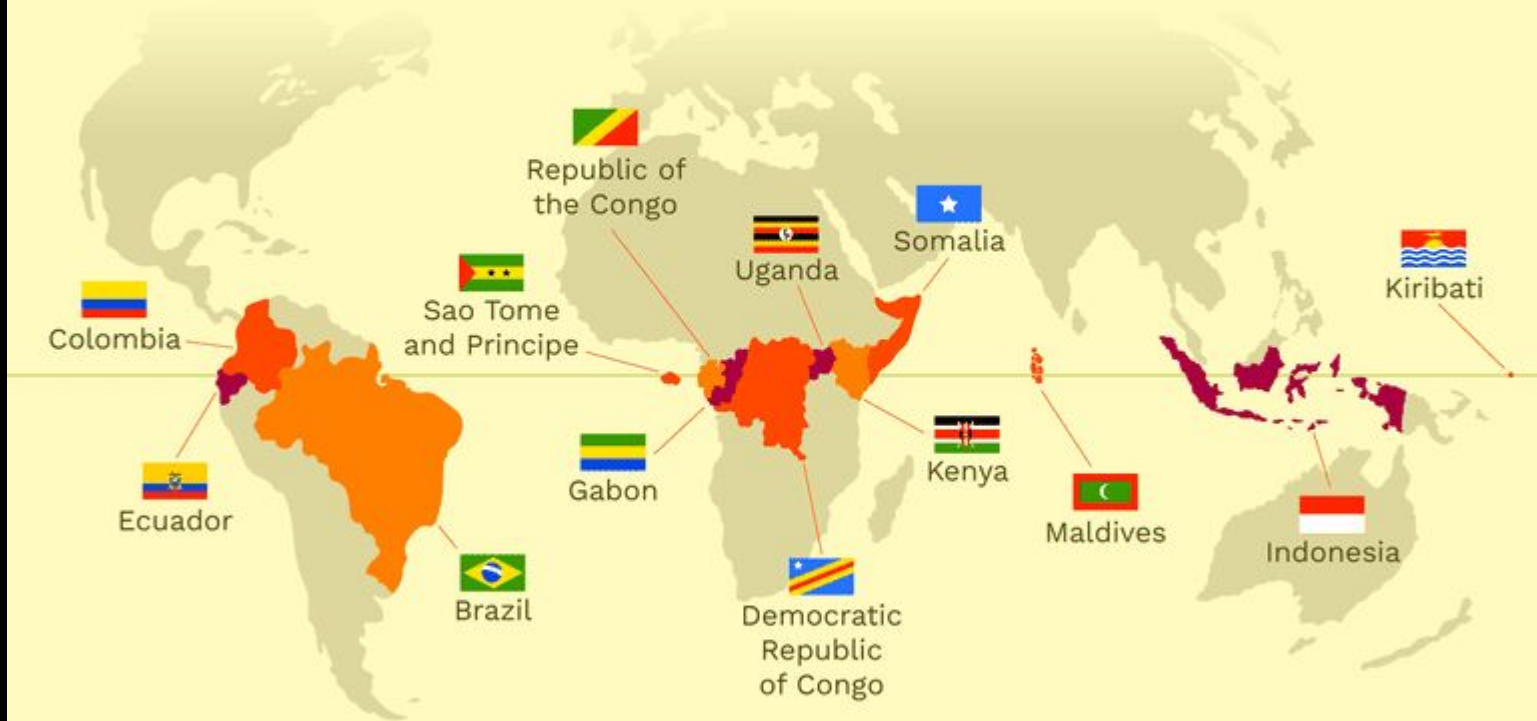 Republic of
the Congo
Somalia
Uganda
Kiribati
Sao Tome
and Principe
Colombia
Kenya
Gabon
Ecuador
Maldives
Indonesia
Brazil
Democratic
Republic
of Congo